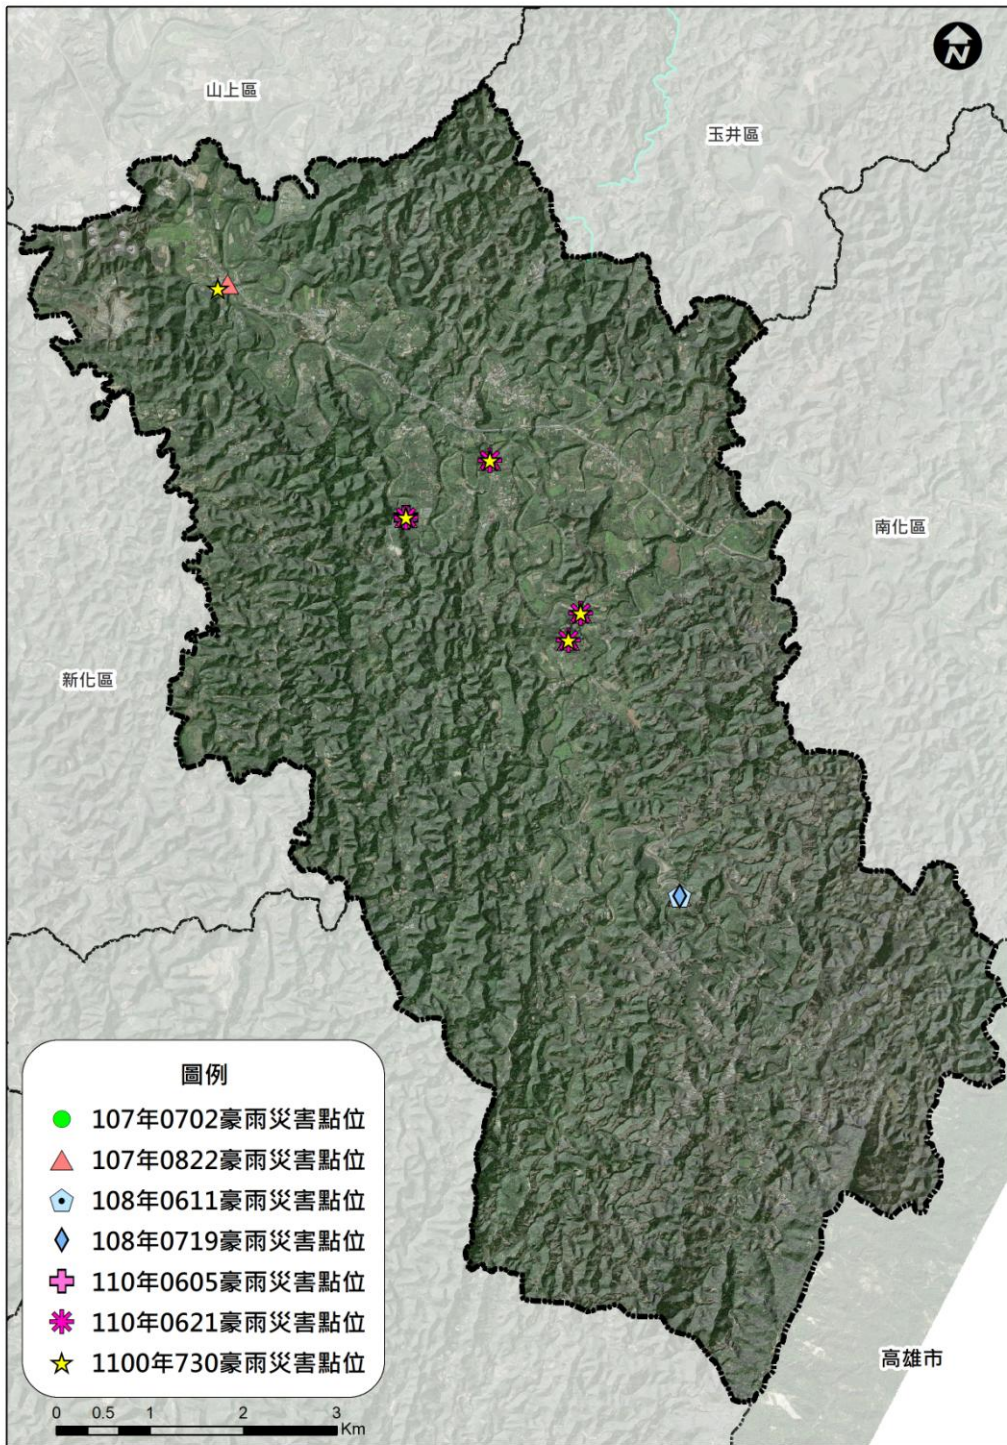 N
山上區
玉井區
南化區
新化區
圖例
107年0702豪雨災害點位
107年0822豪雨災害點位
108年0611豪雨災害點位
108年0719豪雨災害點位
110年0605豪雨災害點位
110年0621豪雨災害點位
1100年730豪雨災害點位
高雄市
0 0.5 1 2 3
Km